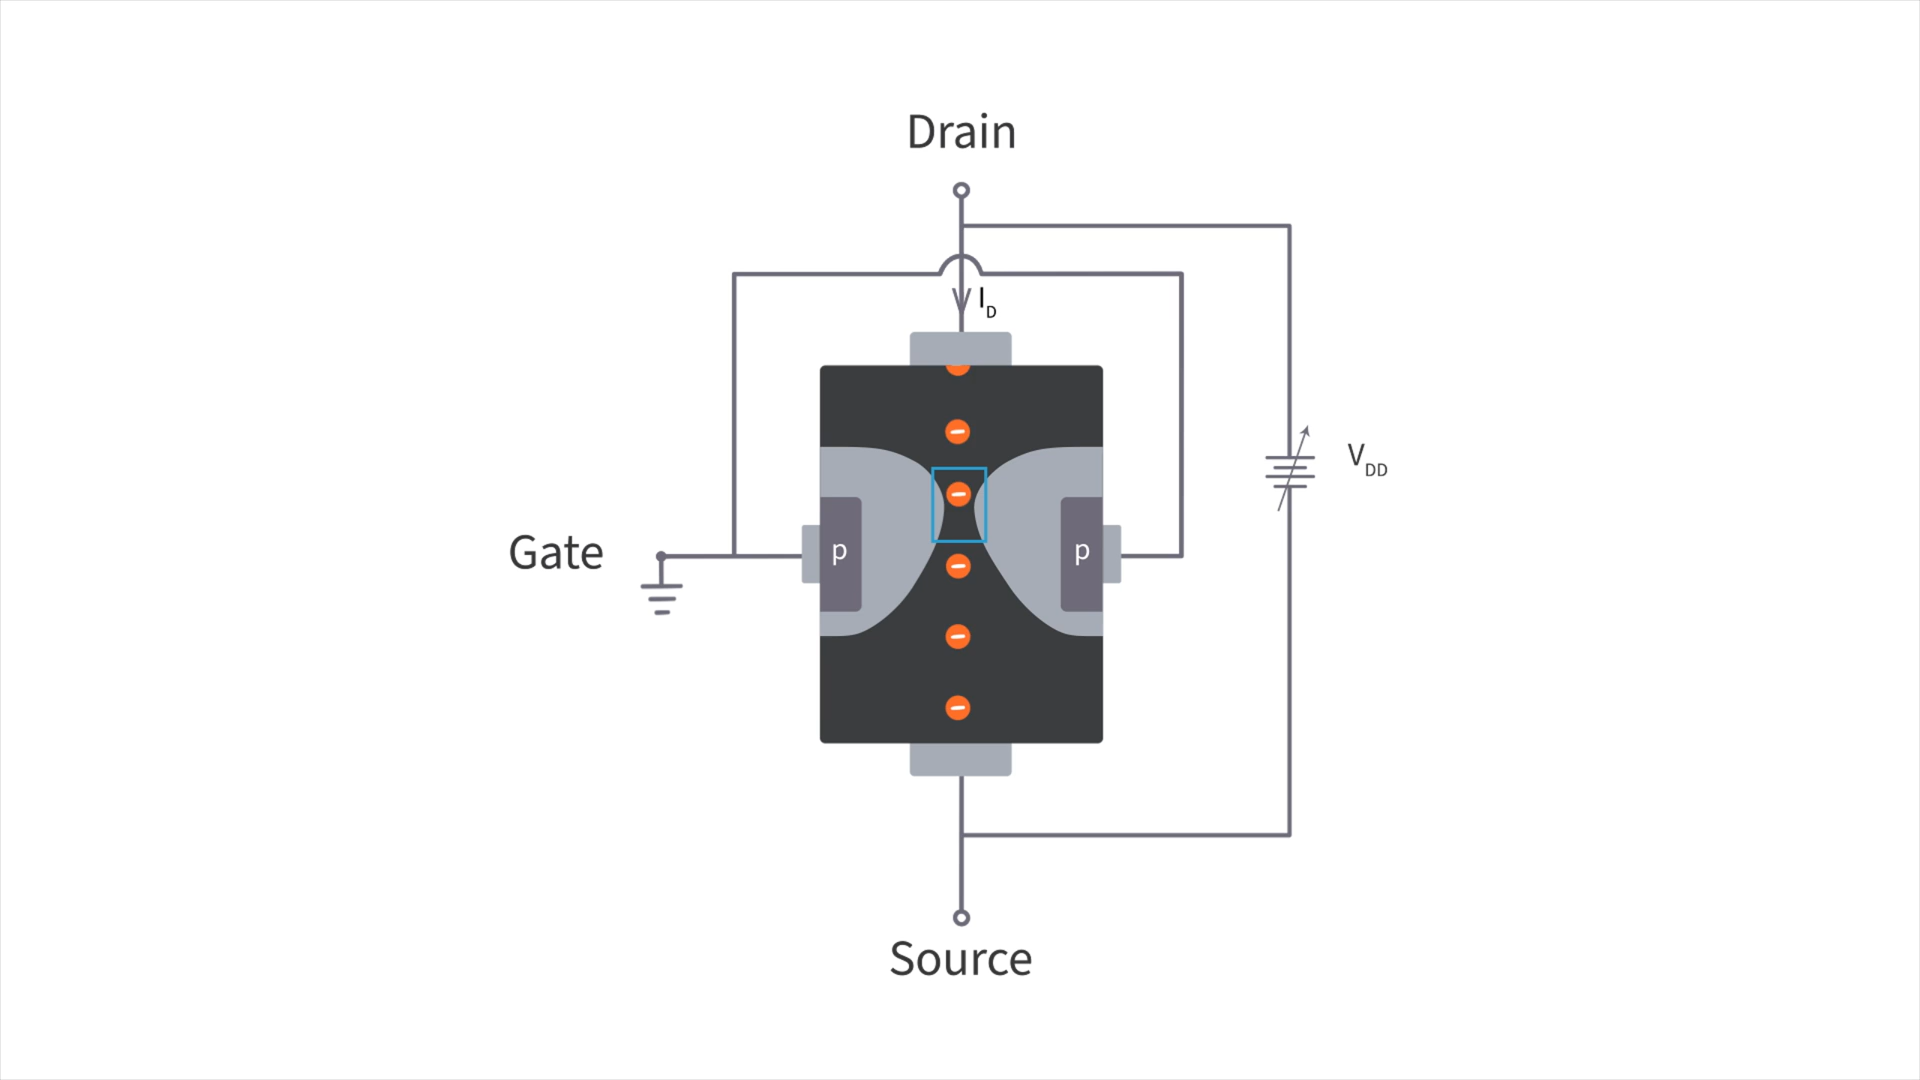 Drain
I_D
V_DD
Gate
p
p
Source